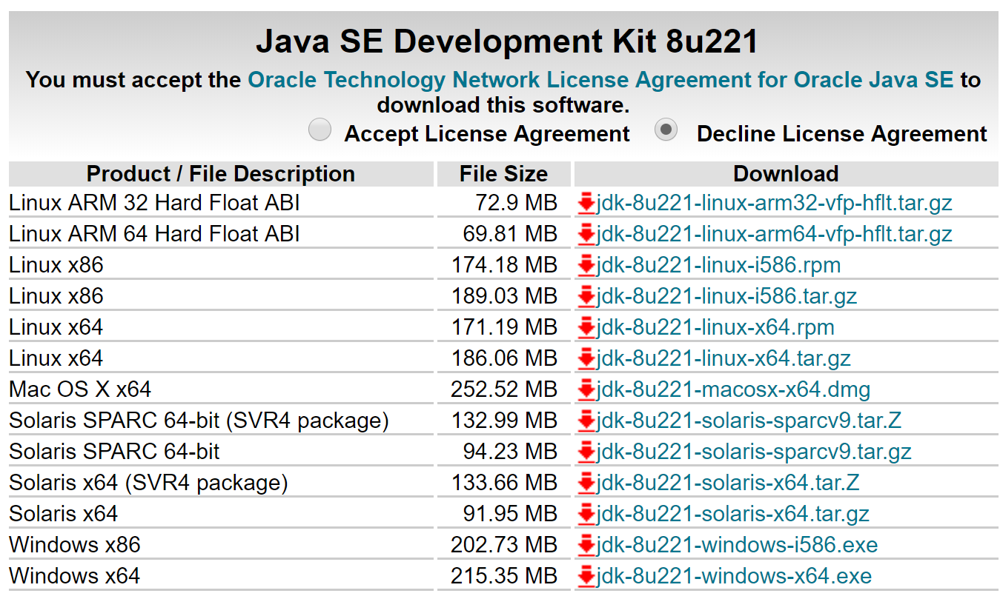 Java SE Development Kit 8u221
You must accept the Oracle Technology Network License Agreement for Oracle Java SE to
download this software.
Accept License Agreement Decline License Agreement
Product / File Description File Size Download
Linux ARM 32 Hard Float ABI 72.9 MB jdk-8u221-linux-arm32-vfp-hflt.tar.gz
Linux ARM 64 Hard Float ABI 69.81 MB jdk-8u221-linux-arm64-vfp-hflt.tar.gz
Linux x86 174.18 MB jdk-8u221-linux-i586.rpm
Linux x86 189.03 MB jdk-8u221-linux-i586.tar.gz
Linux x64 171.19 MB jdk-8u221-linux-x64.rpm
Linux x64 186.06 MB jdk-8u221-linux-x64.tar.gz
Mac OS X x64 252.52 MB jdk-8u221-macosx-x64.dmg
Solaris SPARC 64-bit (SVR4 package) 132.99 MB jdk-8u221-solaris-sparcv9.tar.Z
Solaris SPARC 64-bit 94.23 MB jdk-8u221-solaris-sparcv9.tar.gz
Solaris x64 (SVR4 package) 133.66 MB jdk-8u221-solaris-x64.tar.Z
Solaris x64 91.95 MB jdk-8u221-solaris-x64.tar.gz
Windows x86 202.73 MB jdk-8u221-windows-i586.exe
Windows x64 215.35 MB jdk-8u221-windows-x64.exe